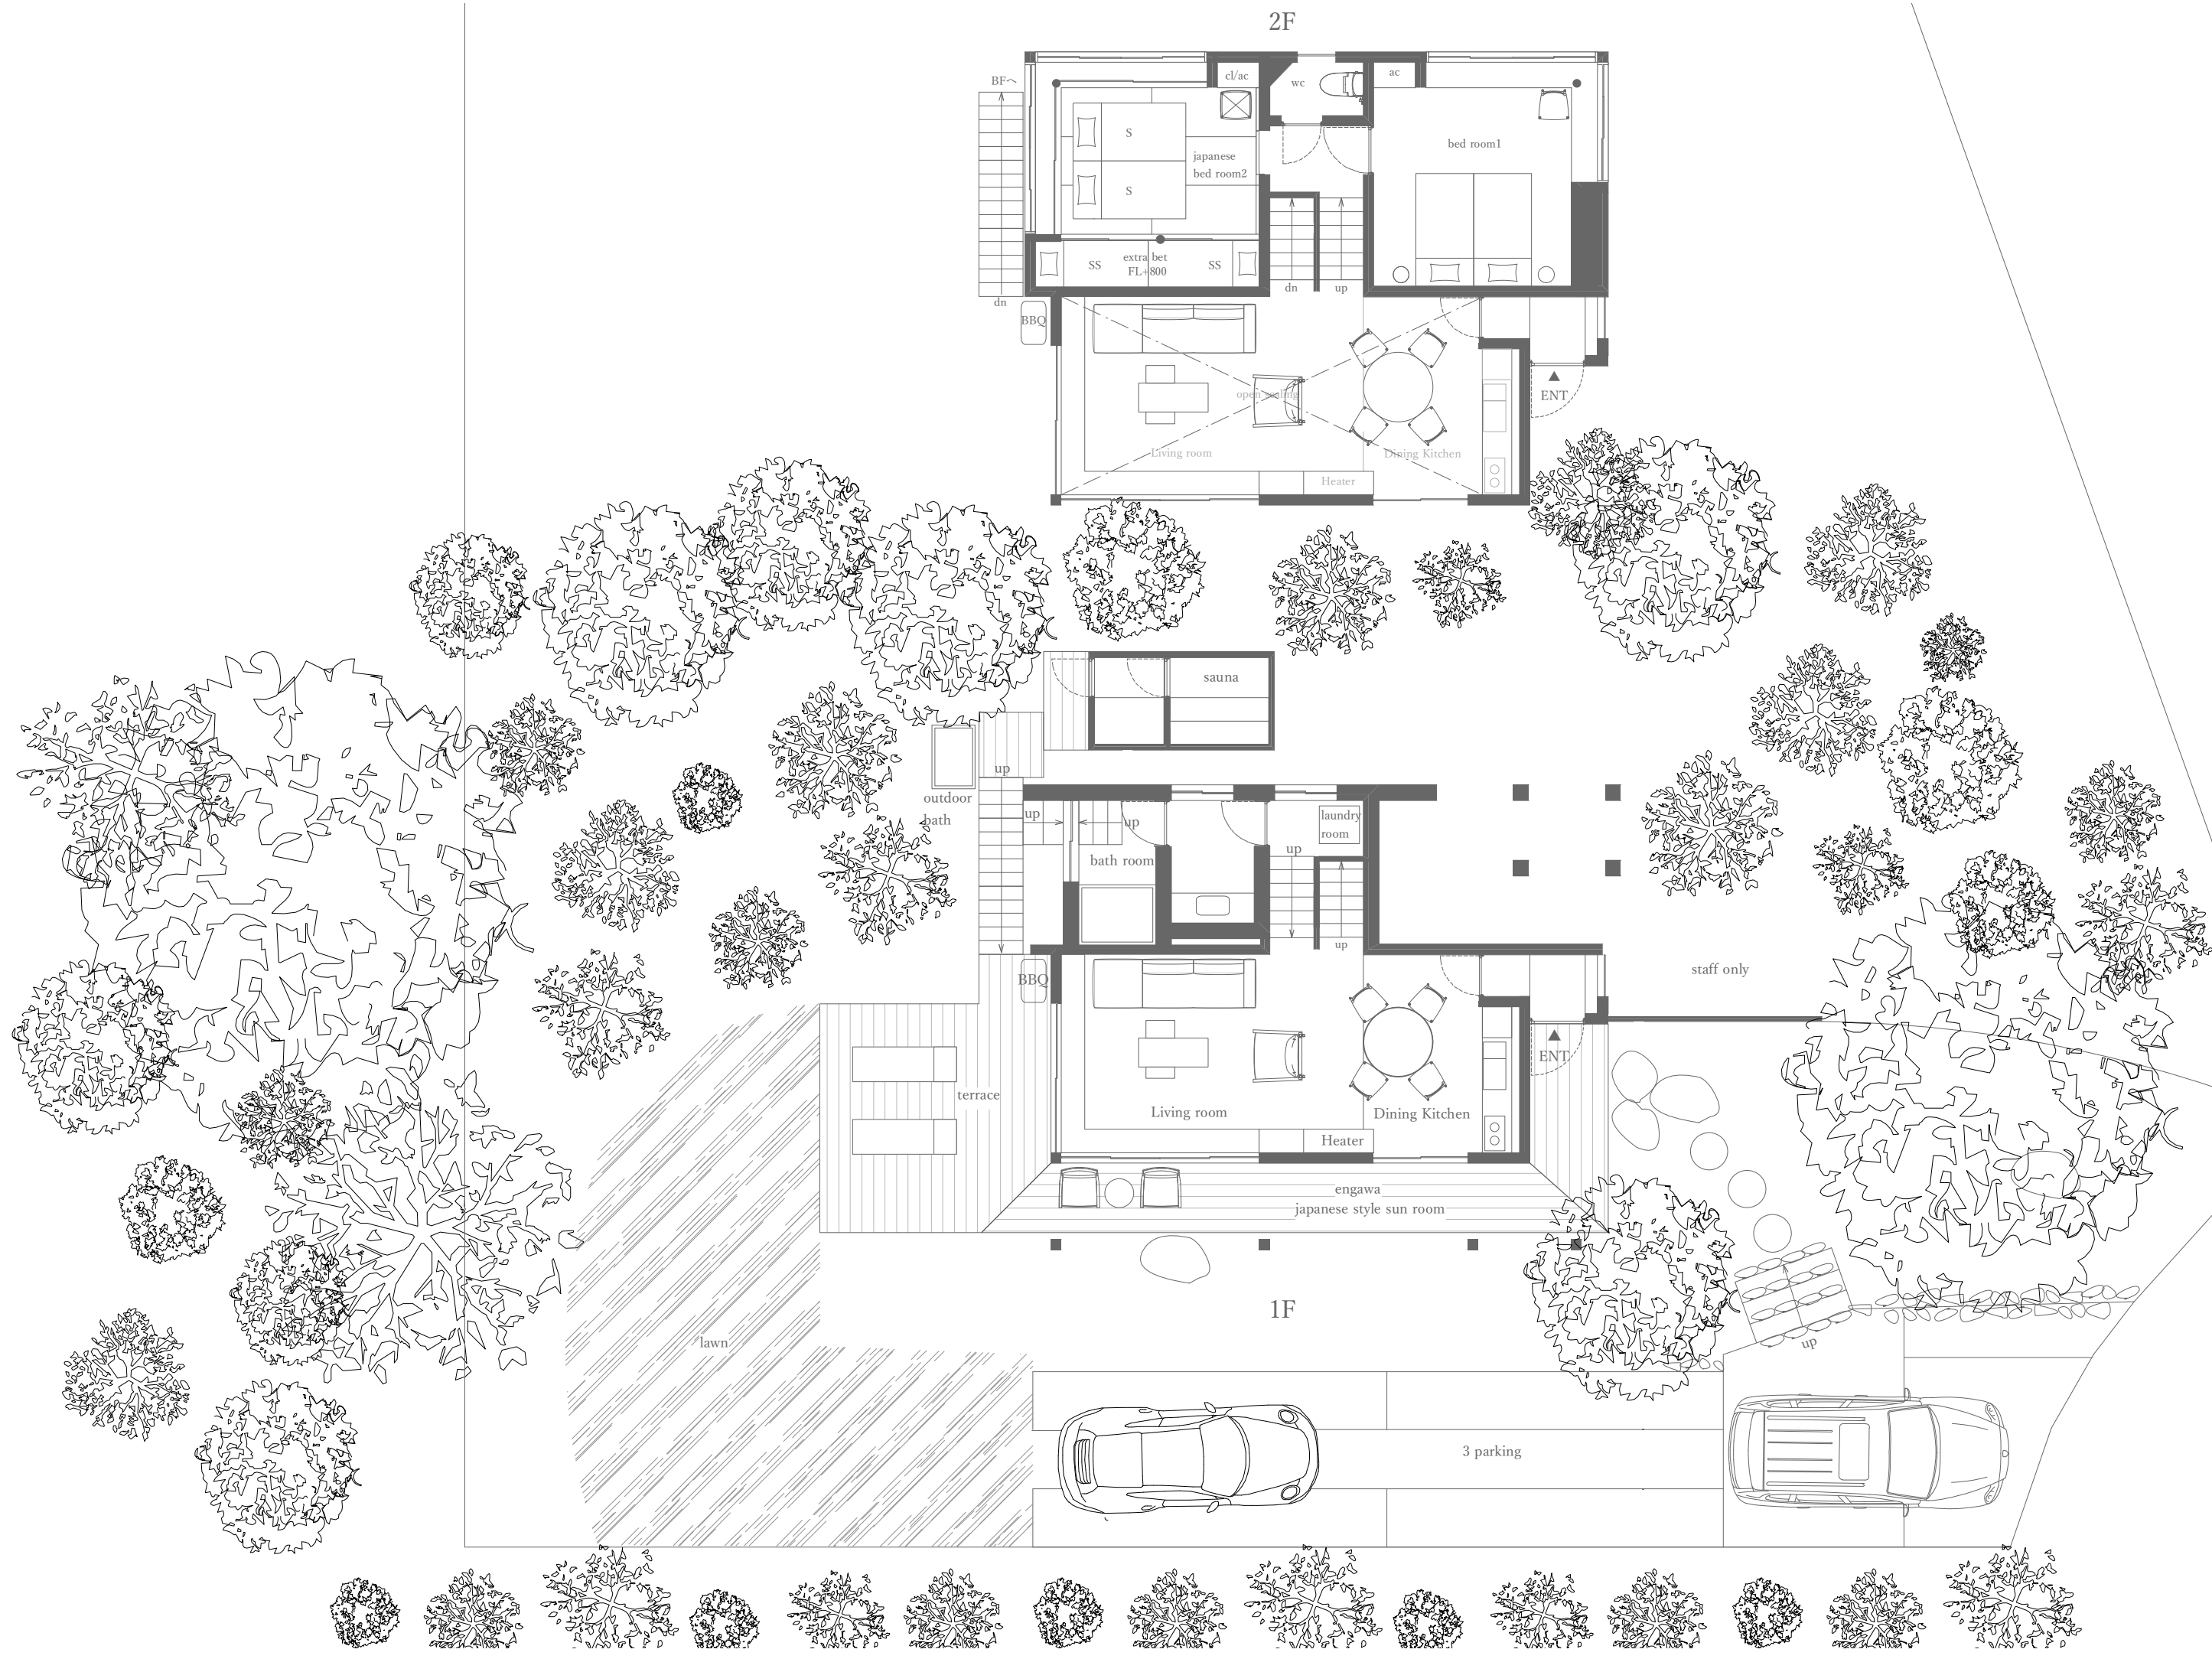 2F
BFへ
cl/ac
wc
ac
S
japanese
bed room2
S
bed room1
SS
extra bet
FL+800
SS
dn
dn
up
BBQ
ENT
open ceiling
Living room
Dining Kitchen
Heater
sauna
up
outdoor
bath
up
up
bath room
up
laundry
room
up
BBQ
staff only
ENT
terrace
Living room
Dining Kitchen
Heater
engawa
japanese style sun room
1F
lawn
up
3 parking